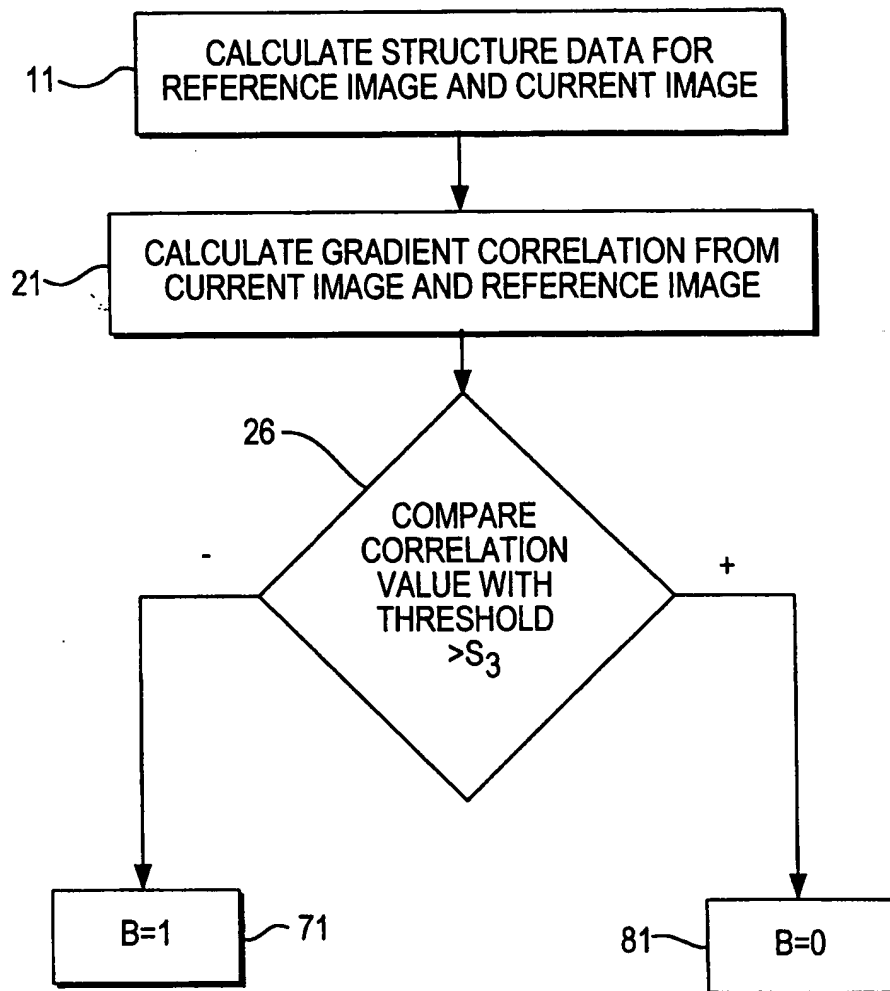 11
CALCULATE STRUCTURE DATA FOR
REFERENCE IMAGE AND CURRENT IMAGE
21
CALCULATE GRADIENT CORRELATION FROM
CURRENT IMAGE AND REFERENCE IMAGE
26
COMPARE
CORRELATION
VALUE WITH
THRESHOLD
>S₃
-
+
B=1
71
81
B=0